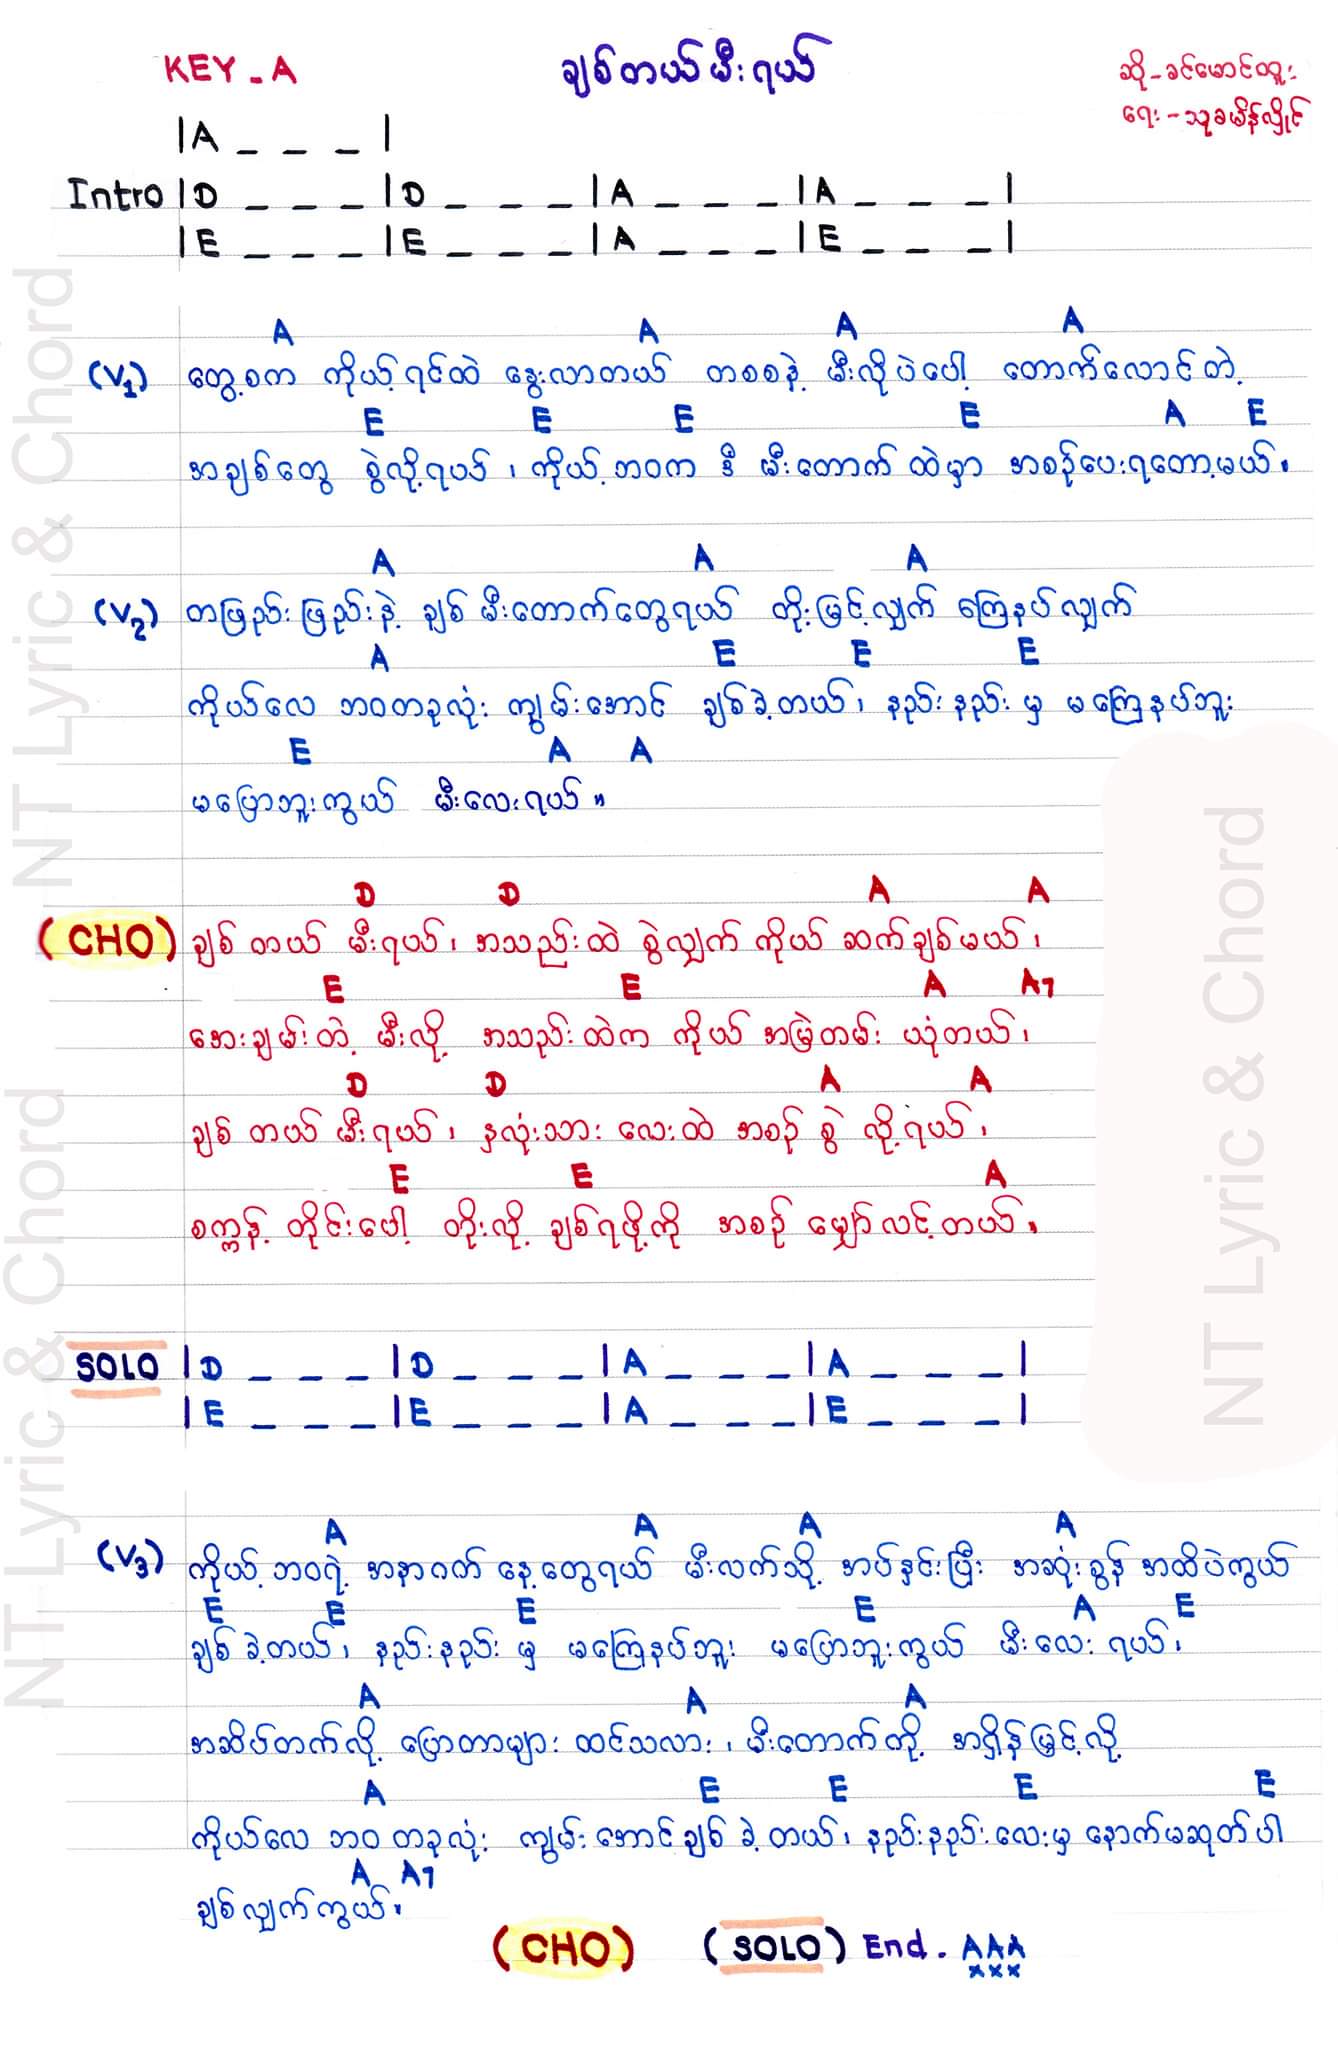 KEY - A
ချစ်တယ်မီးရယ်
ဆို - ခင်မောင်ထူး
ရေး - သုခမိန်လှိုင်
|A _ _ _ |
Intro |D _ _ _ |D _ _ _ |A _ _ _ |A _ _ _ |
|E _ _ _ |E _ _ _ |A _ _ _ |E _ _ _ |
A A A A
(V1) တွေ့စက ကိုယ့်ရင်ထဲ နွေးလာတယ် တစစနဲ့ မီးလိုပဲပေါ့ တောက်လောင်တဲ့
E E E E A E
အချစ်တွေ စွဲလို့ရယ်၊ ကိုယ့်ဘဝက ဒီ မီးတောက်ထဲမှာ အစဉ်ပေးရတော့မယ်။
A A A
(V2) တဖြည်းဖြည်းနဲ့ ချစ်မီးတောက်တွေရယ် တိုးမြှင့်လျှက် ကြေနပ်လျှက်
A E E E
ကိုယ်လေ ဘဝတခုလုံး ကျွမ်းအောင် ချစ်ခဲ့တယ်၊ နည်းနည်းမှ မကြေနပ်ဘူး
E A A
မပြောဘူးကွယ် မီးလေးရယ်။
D D A A
(CHO) ချစ်တယ် မီးရယ်၊ အသည်းထဲ စွဲလျှက် ကိုယ် ဆက်ချစ်မယ်၊
E E A A7
အေးချမ်းတဲ့ မီးလို့ အသည်းထဲက ကိုယ် အမြဲတမ်း ယုံတယ်၊
D D A A
ချစ်တယ် မီးရယ်၊ နှလုံးသားလေးထဲ အစဉ် စွဲလို့ရယ်၊
E E A
စက္ကန့်တိုင်းပေါ့ တိုးလို့ ချစ်ရဖို့ကို အစဉ် မျှော်လင့်တယ်။
SOLO |D _ _ _ |D _ _ _ |A _ _ _ |A _ _ _ |
|E _ _ _ |E _ _ _ |A _ _ _ |E _ _ _ |
A A A A
(V3) ကိုယ့်ဘဝရဲ့ အနာဂက် နေ့တွေရယ် မီးလက်သို့ အပ်နှင်းပြီး အဆုံးစွန်အထိပဲကွယ်
E E E E A E
ချစ်ခဲ့တယ်၊ နည်းနည်းမှ မကြေနပ်ဘူး မပြောဘူးကွယ် မီးလေးရယ်၊
A A A
အဆိပ်တက်လို့ ပြောတာများ ထင်သလား၊ မီးတောက်ကို့ အရှိန်မြှင့်လို့
A E E E E
ကိုယ်လေ ဘဝတခုလုံး ကျွမ်းအောင်ချစ်ခဲ့တယ်၊ နည်းနည်းလေးမှ နောက်မဆုတ်ပါ
A A7
ချစ်လျှက်ကွယ်။
(CHO) (SOLO) End. AAA
xxx
NT Lyric & Chord
NT Lyric & Chord
NT Lyric & Chord